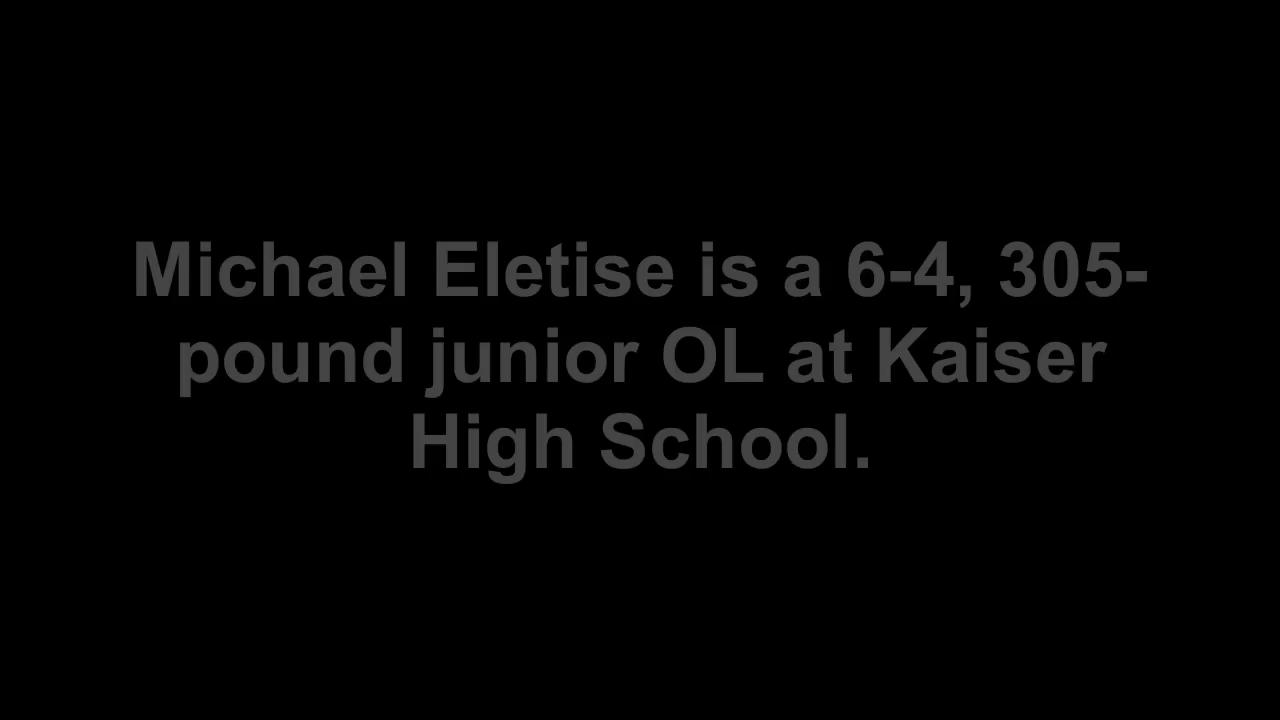 Michael Eletise is a 6-4, 305-
pound junior OL at Kaiser
High School.